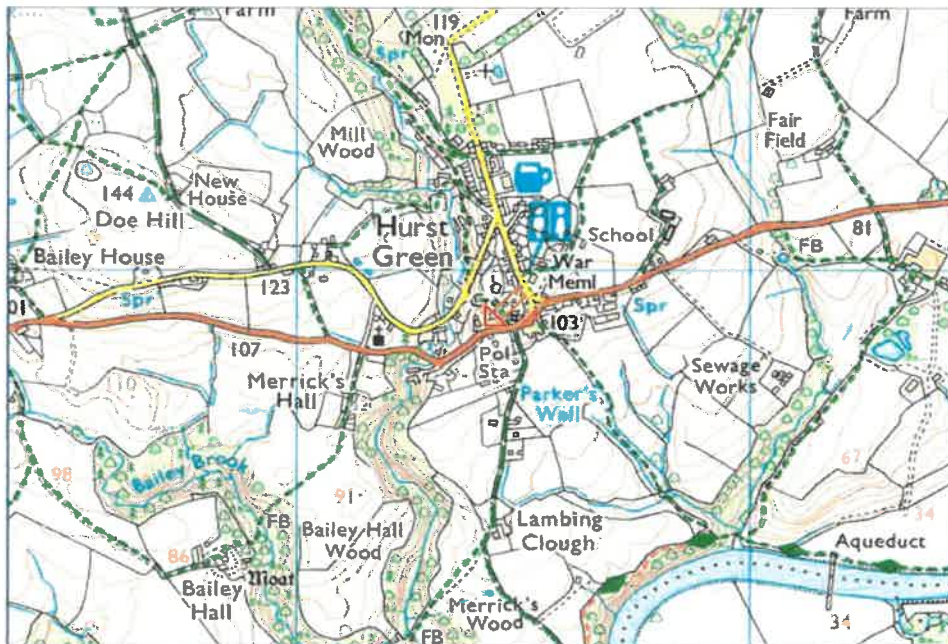 Farm
119
Mon
Farm
Spr
Mill
Wood
Fair
Field
144
New
House
Doe Hill
Hurst
Green
School
FB
81
Bailey House
123
War
Meml
Spr
Spr
01
103
107
Pol
Sta
Merrick's
Hall
Sewage
Works
110
Parker's
Well
98
Bailey Brook
91
67
34
FB
Bailey Hall
Wood
Lambing
Clough
Aqueduct
86
Moat
Bailey
Hall
Merrick's
Wood
FB
34